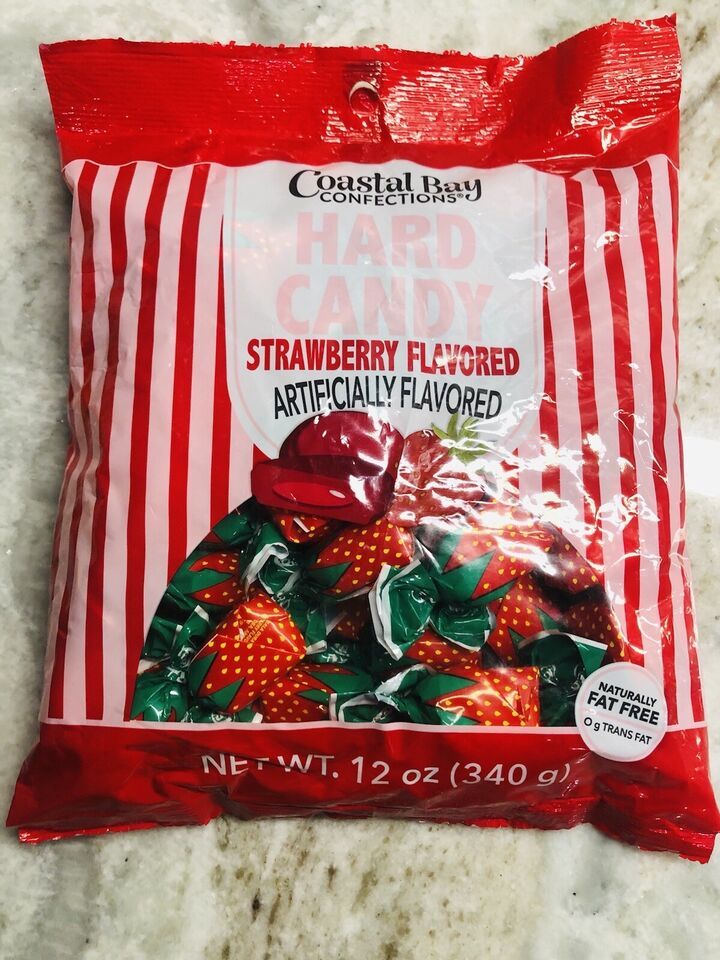 Coastal Bay
CONFECTIONS®
HARD
CANDY
STRAWBERRY FLAVORED
ARTIFICIALLY FLAVORED
NATURALLY
FAT FREE
0 g TRANS FAT
NET WT. 12 oz (340 g)